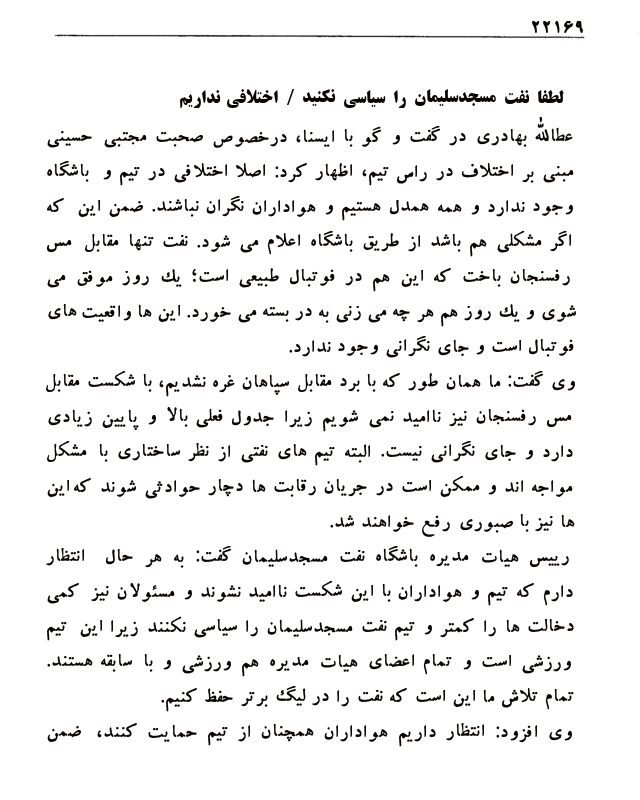 ۲۲۱۶۹
لطفا نفت مسجدسلیمان را سیاسی نکنید / اختلافی نداریم
عطاالله بهادری در گفت و گو با ایسنا، درخصوص صحبت مجتبی حسینی
مبنی بر اختلاف در راس تیم، اظهار کرد: اصلا اختلافی در تیم و باشگاه
وجود ندارد و همه همدل هستیم و هواداران نگران نباشند. ضمن این که
اگر مشکلی هم باشد از طریق باشگاه اعلام می شود. نفت تنها مقابل مس
رفسنجان باخت که این هم در فوتبال طبیعی است؛ یك روز موفق می
شوی و یك روز هم هر چه می زنی به در بسته می خورد. این ها واقعیت های
فوتبال است و جای نگرانی وجود ندارد.
وی گفت: ما همان طور که با برد مقابل سپاهان غره نشدیم، با شکست مقابل
مس رفسنجان نیز ناامید نمی شویم زیرا جدول فعلی بالا و پایین زیادی
دارد و جای نگرانی نیست. البته تیم های نفتی از نظر ساختاری با مشکل
مواجه اند و ممکن است در جریان رقابت ها دچار حوادثی شوند که این
ها نیز با صبوری رفع خواهند شد.
رییس هیات مدیره باشگاه نفت مسجدسلیمان گفت: به هر حال انتظار
دارم که تیم و هواداران با این شکست ناامید نشوند و مسئولان نیز کمی
دخالت ها را کمتر و تیم نفت مسجدسلیمان را سیاسی نکنند زیرا این تیم
ورزشی است و تمام اعضای هیات مدیره هم ورزشی و با سابقه هستند.
تمام تلاش ما این است که نفت را در لیگ برتر حفظ کنیم.
وی افزود: انتظار داریم هواداران همچنان از تیم حمایت کنند، ضمن